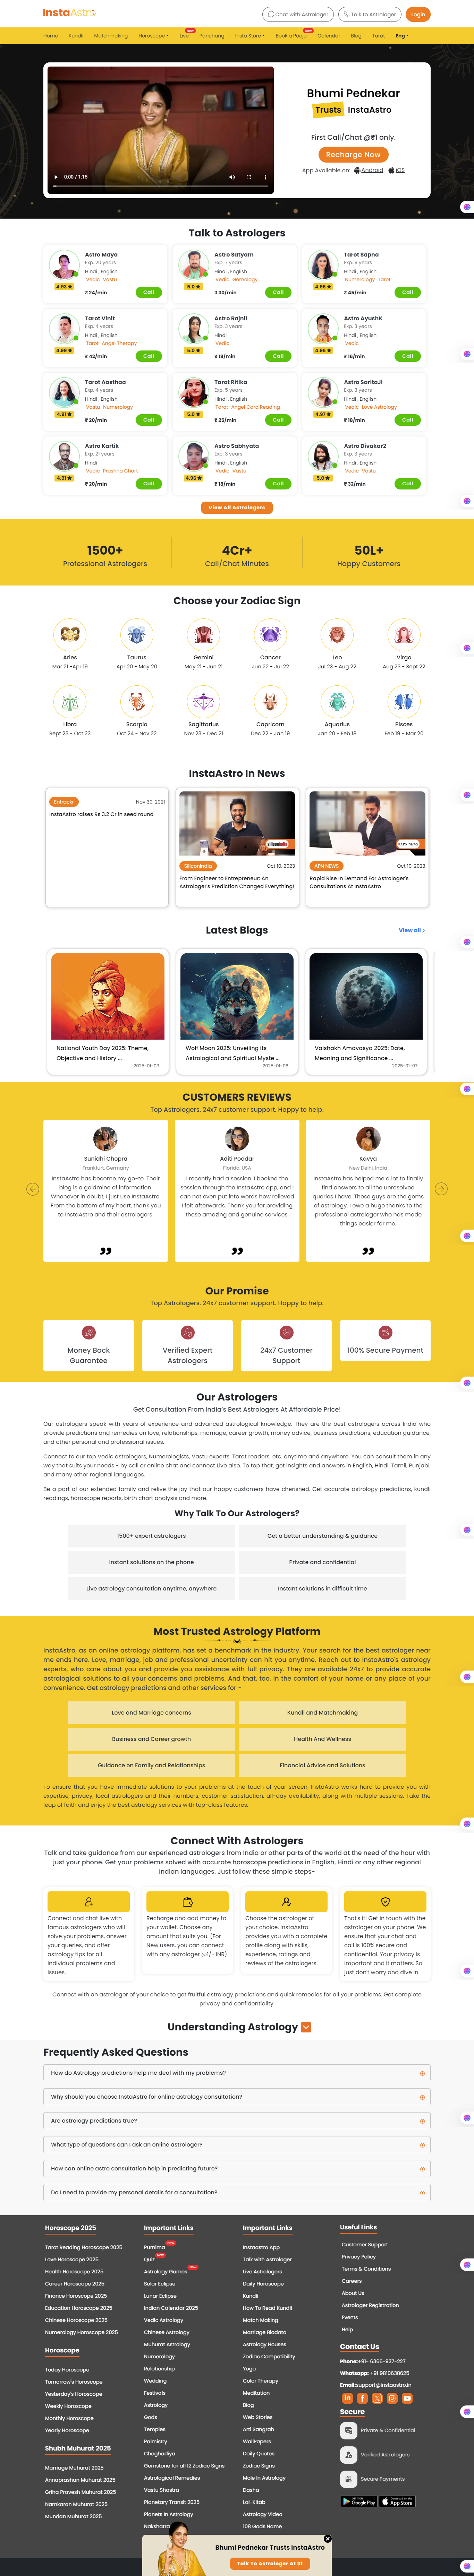 InstaAstro
Chat with Astrologer
Talk to Astrologer
Login
Home Kundli Matchmaking Horoscope Live New Panchang Insta Store Book a Pooja New Calendar Blog Tarot Eng
0:00 / 1:15
Bhumi Pednekar
Trusts InstaAstro
First Call/Chat @₹1 only.
Recharge Now
App Available on: Android iOS
Talk to Astrologers
Astro Maya
Exp. 20 years
Hindi , English
Vedic Vastu
4.92 ★
₹ 24/min
Call
Astro Satyam
Exp. 7 years
Hindi , English
Vedic Gemology
5.0 ★
₹ 30/min
Call
Tarot Sapna
Exp. 9 years
Hindi , English
Numerology Tarot
4.96 ★
₹ 45/min
Call
Tarot Vinit
Exp. 4 years
Hindi , English
Tarot Angel Therapy
4.99 ★
₹ 42/min
Call
Astro Rajni1
Exp. 3 years
Hindi
Vedic
5.0 ★
₹ 18/min
Call
Astro AyushK
Exp. 3 years
Hindi , English
Vedic
4.96 ★
₹ 16/min
Call
Tarot Aasthaa
Exp. 4 years
Hindi , English
Vastu Numerology
4.91 ★
₹ 20/min
Call
Tarot Ritika
Exp. 5 years
Hindi , English
Tarot Angel Card Reading
5.0 ★
₹ 25/min
Call
Astro SaritaJi
Exp. 3 years
Hindi , English
Vedic Love Astrology
4.97 ★
₹ 18/min
Call
Astro Kartik
Exp. 21 years
Hindi
Vedic Prashna Chart
4.91 ★
₹ 20/min
Call
Astro Sabhyata
Exp. 3 years
Hindi , English
Vedic Vastu
4.95 ★
₹ 18/min
Call
Astro Divakar2
Exp. 3 years
Hindi , English
Vedic Vastu
5.0 ★
₹ 32/min
Call
View All Astrologers
1500+
Professional Astrologers
4Cr+
Call/Chat Minutes
50L+
Happy Customers
Choose your Zodiac Sign
Aries
Mar 21 -Apr 19
Taurus
Apr 20 - May 20
Gemini
May 21 - Jun 21
Cancer
Jun 22 - Jul 22
Leo
Jul 23 - Aug 22
Virgo
Aug 23 - Sept 22
Libra
Sept 23 - Oct 23
Scorpio
Oct 24 - Nov 22
Sagittarius
Nov 23 - Dec 21
Capricorn
Dec 22 - Jan 19
Aquarius
Jan 20 - Feb 18
Pisces
Feb 19 - Mar 20
InstaAstro In News
Entrackr
Nov 30, 2021
InstaAstro raises Rs 3.2 Cr in seed round
siliconindia
SiliconIndia
Oct 10, 2023
From Engineer to Entrepreneur: An
Astrologer's Prediction Changed Everything!
APN NEWS
APN NEWS
Oct 10, 2023
Rapid Rise In Demand For Astrologer's
Consultations At InstaAstro
Latest Blogs
View all
National Youth Day 2025: Theme,
Objective and History ...
2025-01-09
Wolf Moon 2025: Unveiling its
Astrological and Spiritual Myste ...
2025-01-08
Vaishakh Amavasya 2025: Date,
Meaning and Significance ...
2025-01-07
CUSTOMERS REVIEWS
Top Astrologers. 24x7 customer support. Happy to help.
Sunidhi Chopra
Frankfurt, Germany
InstaAstro has become my go-to. Their
blog is a goldmine of information.
Whenever in doubt, I just use InstaAstro.
From the bottom of my heart, thank you
to InstaAstro and their astrologers.
Aditi Poddar
Florida, USA
I recently had a session. I booked the
session through the InstaAstro app, and I
can not even put into words how relieved
I felt afterwards. Thank you for providing
these amazing and genuine services.
Kavya
New Delhi, India
InstaAstro has helped me a lot to finally
find answers to all the unresolved
queries I have. These guys are the gems
of astrology. I owe a huge thanks to the
professional astrologer who has made
things easier for me.
Our Promise
Top Astrologers. 24x7 customer Support. Happy to help.
Money Back
Guarantee
Verified Expert
Astrologers
24x7 Customer
Support
100% Secure Payment
Our Astrologers
Get Consultation From India's Best Astrologers At Affordable Price!
Our astrologers speak with years of experience and advanced astrological knowledge. They are the best astrologers across India who
provide predictions and remedies on love, relationships, marriage, career growth, money advice, business predictions, education guidance,
and other personal and professional issues.
Connect to our top Vedic astrologers, Numerologists, Vastu experts, Tarot readers, etc. anytime and anywhere. You can consult them in any
way that suits your needs - by call or online chat and connect Live also. To top that, get insights and answers in English, Hindi, Tamil, Punjabi,
and many other regional languages.
Be a part of our extended family and relive the joy that our happy customers have cherished. Get accurate astrology predictions, kundli
readings, horoscope reports, birth chart analysis and more.
Why Talk To Our Astrologers?
1500+ expert astrologers
Get a better understanding & guidance
Instant solutions on the phone
Private and confidential
Live astrology consultation anytime, anywhere
Instant solutions in difficult time
Most Trusted Astrology Platform
InstaAstro, as an online astrology platform, has set a benchmark in the industry. Your search for the best astrologer near
me ends here. Love, marriage, job and professional uncertainty can hit you anytime. Reach out to InstaAstro's astrology
experts, who care about you and provide you assistance with full privacy. They are available 24x7 to provide accurate
astrological solutions to all your concerns and problems. And that, too, in the comfort of your home or any place of your
convenience. Get astrology predictions and other services for -
Love and Marriage concerns
Kundli and Matchmaking
Business and Career growth
Health And Wellness
Guidance on Family and Relationships
Financial Advice and Solutions
To ensure that you have immediate solutions to your problems at the touch of your screen, InstaAstro works hard to provide you with
expertise, privacy, local astrologers and their numbers, customer satisfaction, all-day availability, along with multiple sessions. Take the
leap of faith and enjoy the best astrology services with top-class features.
Connect With Astrologers
Talk and take guidance from our experienced astrologers from India or other parts of the world at the need of the hour with
just your phone. Get your problems solved with accurate horoscope predictions in English, Hindi or any other regional
Indian languages. Just follow these simple steps-
Connect and chat live with
famous astrologers who will
solve your problems, answer
your queries, and offer
astrology tips for all
individual problems and
issues.
Recharge and add money to
your wallet. Choose any
amount that suits you. (For
New users, you can connect
with any astrologer @1/- INR)
Choose the astrologer of
your choice. InstaAstro
provides you with a complete
profile along with skills,
experience, ratings and
reviews of the astrologers.
That's it! Get in touch with the
astrologer on your phone. We
ensure that your chat and
call is 100% secure and
confidential. Your privacy is
important and it matters. So
just don't worry and dive in.
Connect with an astrologer of your choice to get fruitful astrology predictions and quick remedies for all your problems. Get complete
privacy and confidentiality.
Understanding Astrology
Frequently Asked Questions
How do Astrology predictions help me deal with my problems?
Why should you choose InstaAstro for online astrology consultation?
Are astrology predictions true?
What type of questions can I ask an online astrologer?
How can online astro consultation help in predicting future?
Do I need to provide my personal details for a consultation?
Horoscope 2025
Tarot Reading Horoscope 2025
Love Horoscope 2025
Health Horoscope 2025
Career Horoscope 2025
Finance Horoscope 2025
Education Horoscope 2025
Chinese Horoscope 2025
Numerology Horoscope 2025
Horoscope
Today Horoscope
Tomorrow's Horoscope
Yesterday's Horoscope
Weekly Horoscope
Monthly Horoscope
Yearly Horoscope
Shubh Muhurat 2025
Marriage Muhurat 2025
Annaprashan Muhurat 2025
Griha Pravesh Muhurat 2025
Namkaran Muhurat 2025
Mundan Muhurat 2025
Important Links
Purnima New
Quiz New
Astrology Games New
Solar Eclipse
Lunar Eclipse
Indian Calendar 2025
Vedic Astrology
Chinese Astrology
Muhurat Astrology
Numerology
Relationship
Wedding
Festivals
Astrology
Gods
Temples
Palmistry
Choghadiya
Gemstone for all 12 Zodiac Signs
Astrological Remedies
Vastu Shastra
Planetary Transit 2025
Planets In Astrology
Nakshatra
Important Links
Instaastro App
Talk with Astrologer
Live Astrologers
Daily Horoscope
Kundli
How To Read Kundli
Match Making
Marriage Biodata
Astrology Houses
Zodiac Compatibility
Yoga
Color Therapy
Meditation
Blog
Web Stories
Arti Sangrah
WallPapers
Daily Quotes
Zodiac Signs
Mole In Astrology
Dasha
Lal-Kitab
Astrology Video
108 Gods Name
Useful Links
Customer Support
Privacy Policy
Terms & Conditions
Careers
About Us
Astrologer Registration
Events
Help
Contact Us
Phone:+91- 6366-937-227
Whatsapp: +91 9810638625
Email:support@instaastro.in
Secure
Private & Confidential
Verified Astrologers
Secure Payments
Google Play
App Store
Bhumi Pednekar Trusts InstaAstro
Talk To Astrologer At ₹1